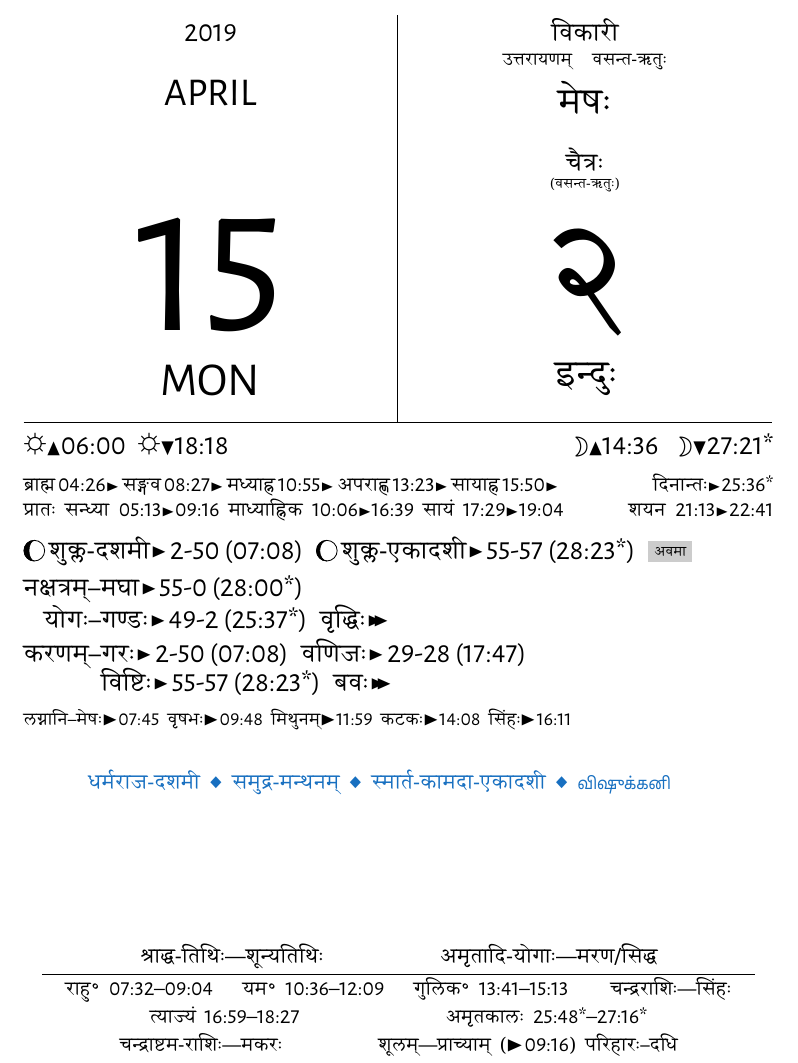 2019
APRIL
15
MON
विकारी
उत्तरायणम् वसन्त-ऋतुः
मेषः
चैत्रः
(वसन्त-ऋतुः)
२
इन्दुः
☼▲06:00 ☼▼18:18 ☽▲14:36 ☽▼27:21*
ब्राह्म 04:26► सङ्गव 08:27► मध्याह्न 10:55► अपराह्ण 13:23► सायाह्न 15:50► दिनान्तः►25:36*
प्रातः सन्ध्या 05:13►09:16 माध्याह्निक 10:06►16:39 सायं 17:29►19:04 शयन 21:13►22:41
शुक्ल-दशमी►2-50 (07:08) शुक्ल-एकादशी►55-57 (28:23*) अवमा
नक्षत्रम्–मघा►55-0 (28:00*)
योगः–गण्डः►49-2 (25:37*) वृद्धिः►►
करणम्–गरः►2-50 (07:08) वणिजः►29-28 (17:47)
विष्टिः►55-57 (28:23*) बवः►►
लग्नानि–मेषः►07:45 वृषभः►09:48 मिथुनम्►11:59 कटकः►14:08 सिंहः►16:11
धर्मराज-दशमी ◆ समुद्र-मन्थनम् ◆ स्मार्त-कामदा-एकादशी ◆ விஷுக்கனி
श्राद्ध-तिथिः—शून्यतिथिः अमृतादि-योगाः—मरण/सिद्ध
राहु° 07:32–09:04 यम° 10:36–12:09 गुलिक° 13:41–15:13 चन्द्रराशिः—सिंहः
त्याज्यं 16:59–18:27 अमृतकालः 25:48*–27:16*
चन्द्राष्टम-राशिः—मकरः शूलम्—प्राच्याम् (►09:16) परिहारः–दधि